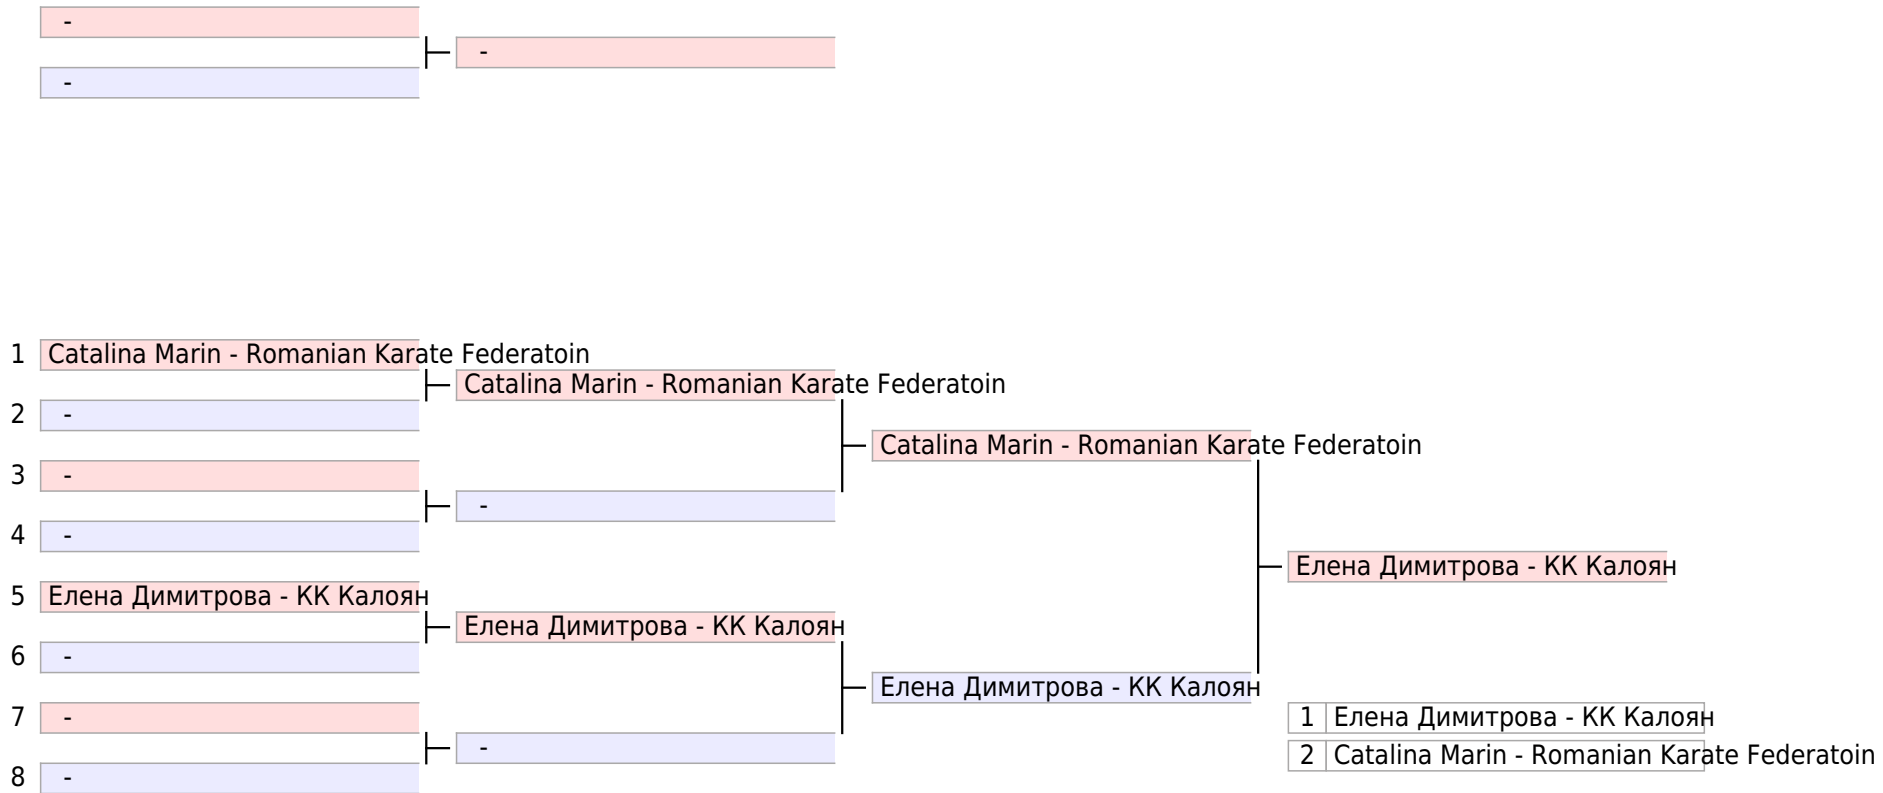 -
-
-
1 Catalina Marin - Romanian Karate Federatoin
Catalina Marin - Romanian Karate Federatoin
2 -
Catalina Marin - Romanian Karate Federatoin
3 -
-
4 -
Елена Димитрова - КК Калоян
5 Елена Димитрова - КК Калоян
Елена Димитрова - КК Калоян
6 -
Елена Димитрова - КК Калоян
7 -
1 Елена Димитрова - КК Калоян
-
2 Catalina Marin - Romanian Karate Federatoin
8 -